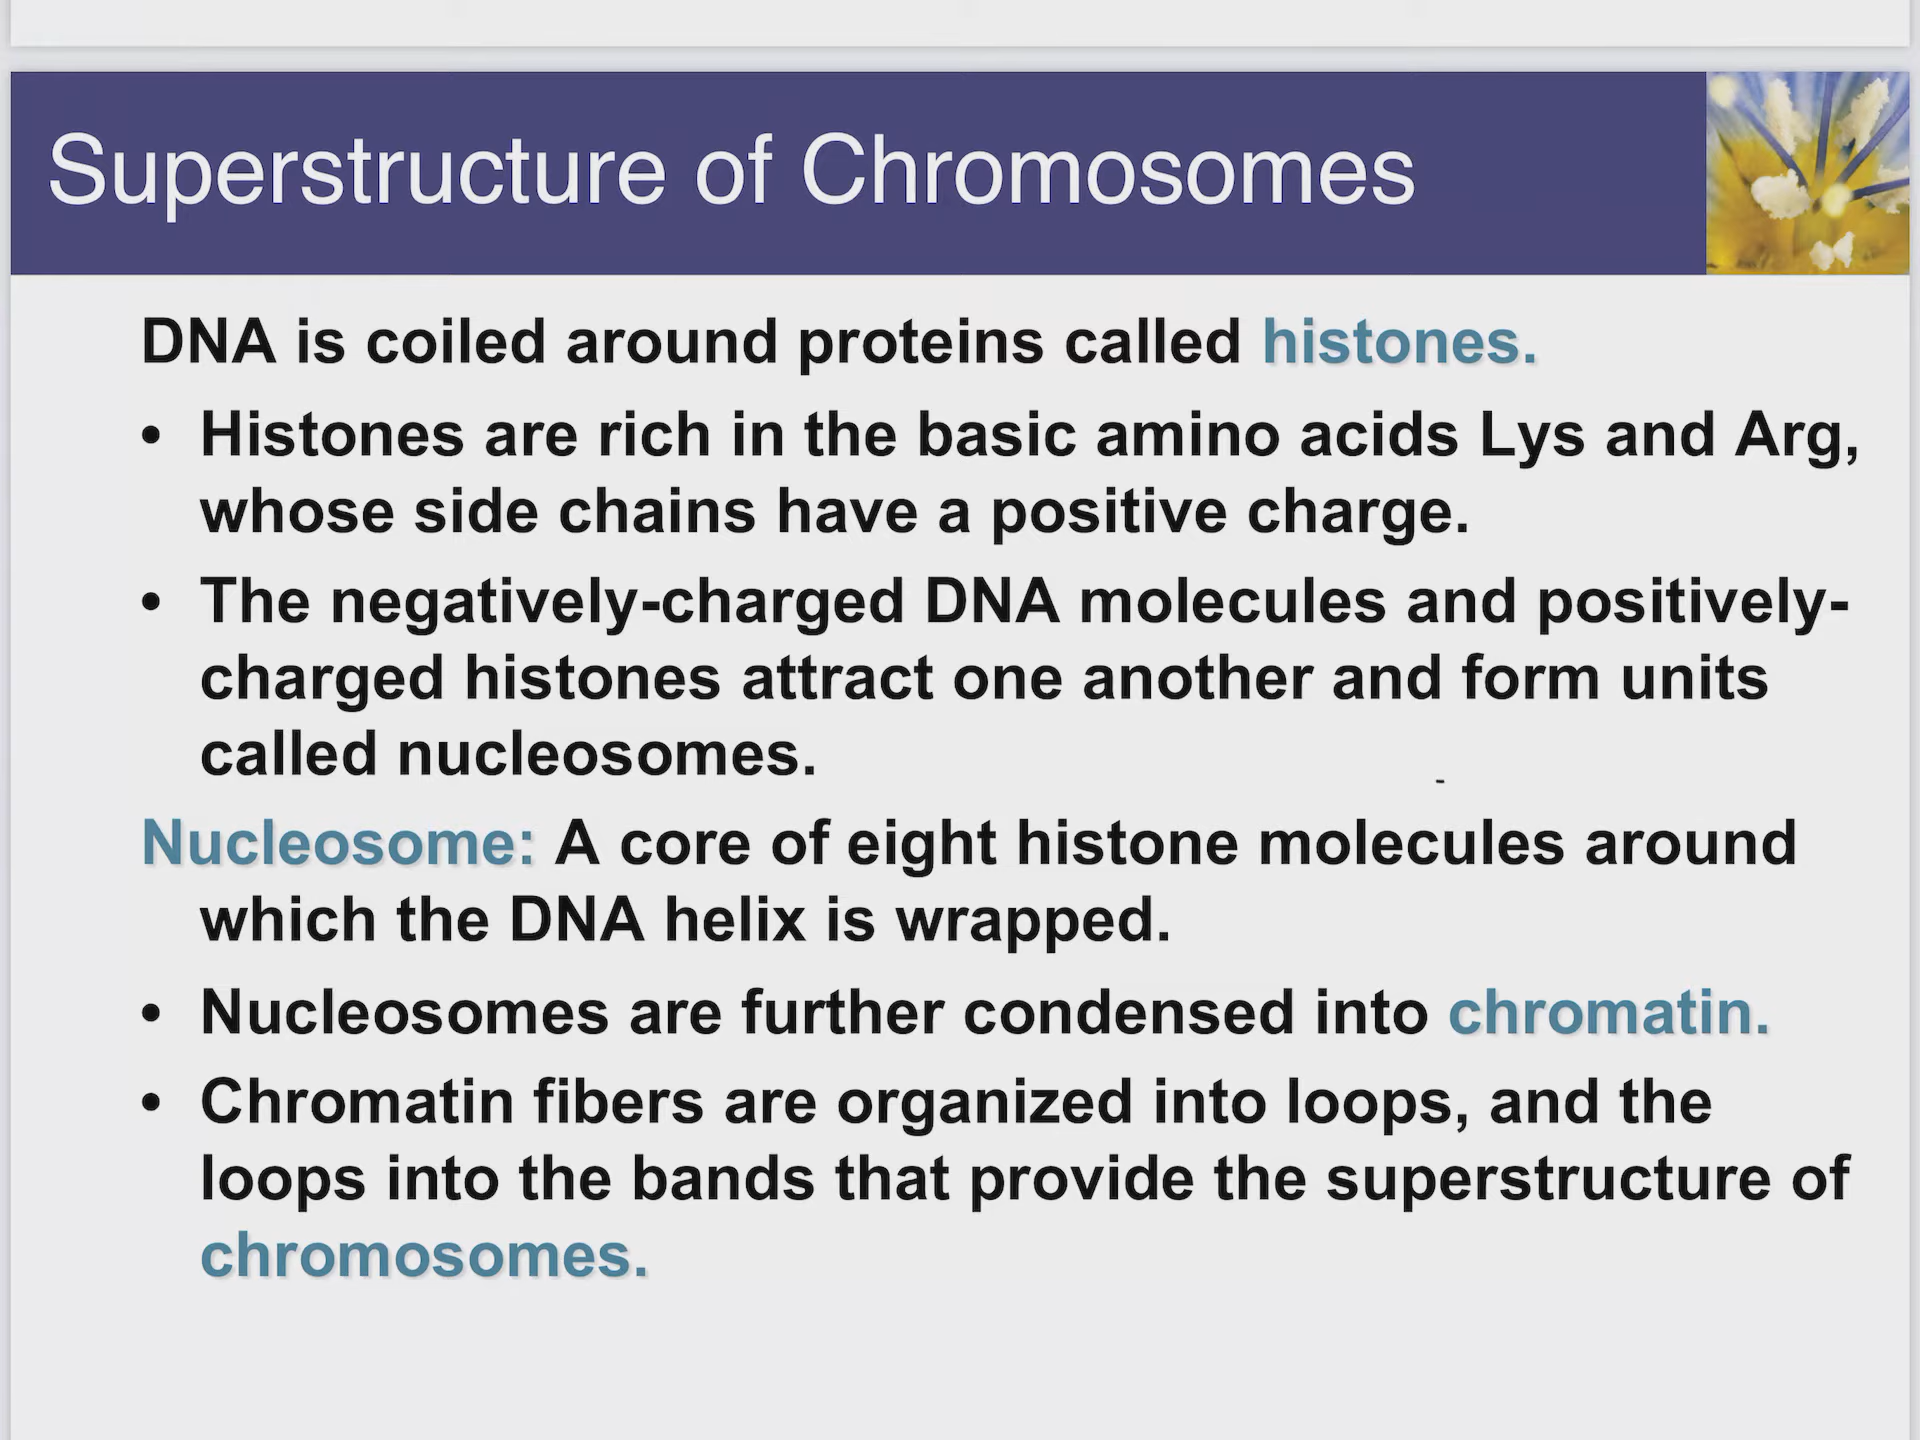 Superstructure of Chromosomes
DNA is coiled around proteins called histones.
• Histones are rich in the basic amino acids Lys and Arg,
whose side chains have a positive charge.
• The negatively-charged DNA molecules and positively-
charged histones attract one another and form units
called nucleosomes.
Nucleosome: A core of eight histone molecules around
which the DNA helix is wrapped.
• Nucleosomes are further condensed into chromatin.
• Chromatin fibers are organized into loops, and the
loops into the bands that provide the superstructure of
chromosomes.